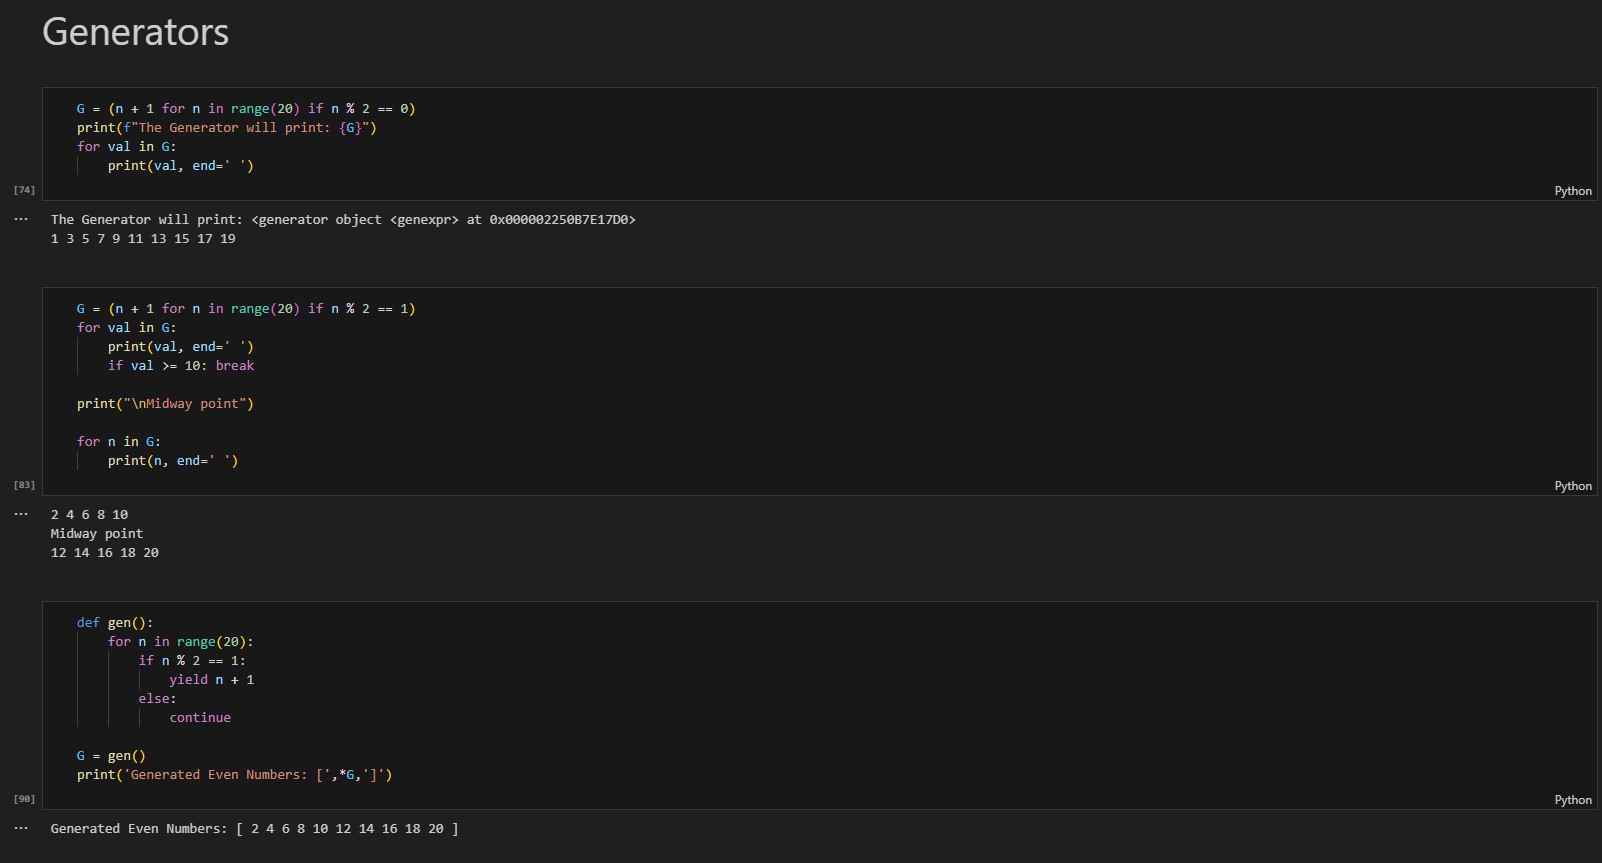 Generators
G = (n + 1 for n in range(20) if n % 2 == 0)
print(f"The Generator will print: {G}")
for val in G:
    print(val, end=' ')
[74]
Python
... The Generator will print: <generator object <genexpr> at 0x000002250B7E17D0>
1 3 5 7 9 11 13 15 17 19
G = (n + 1 for n in range(20) if n % 2 == 1)
for val in G:
    print(val, end=' ')
    if val >= 10: break
print("\nMidway point")
for n in G:
    print(n, end=' ')
[83]
Python
... 2 4 6 8 10
Midway point
12 14 16 18 20
def gen():
    for n in range(20):
        if n % 2 == 1:
            yield n + 1
        else:
            continue
G = gen()
print('Generated Even Numbers: [',*G,']')
[90]
Python
... Generated Even Numbers: [ 2 4 6 8 10 12 14 16 18 20 ]